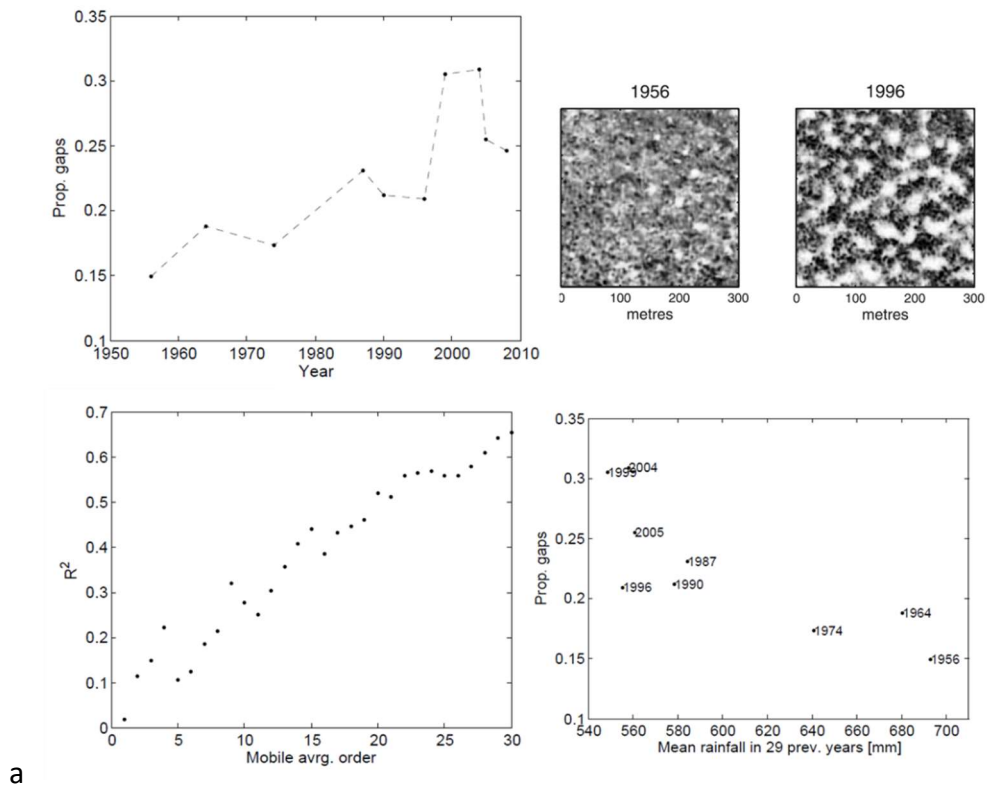 0.35
0.3
0.25
0.2
0.15
0.1
Prop. gaps
1950 1960 1970 1980 1990 2000 2010
Year
1956
0 100 200 300
metres
1996
0 100 200 300
metres
0.7
0.6
0.5
0.4
0.3
0.2
0.1
0
R²
0 5 10 15 20 25 30
Mobile avrg. order
0.35
0.3
0.25
0.2
0.15
0.1
Prop. gaps
2004
1999
2005
1987
1996
1990
1964
1974
1956
540 560 580 600 620 640 660 680 700
Mean rainfall in 29 prev. years [mm]
a